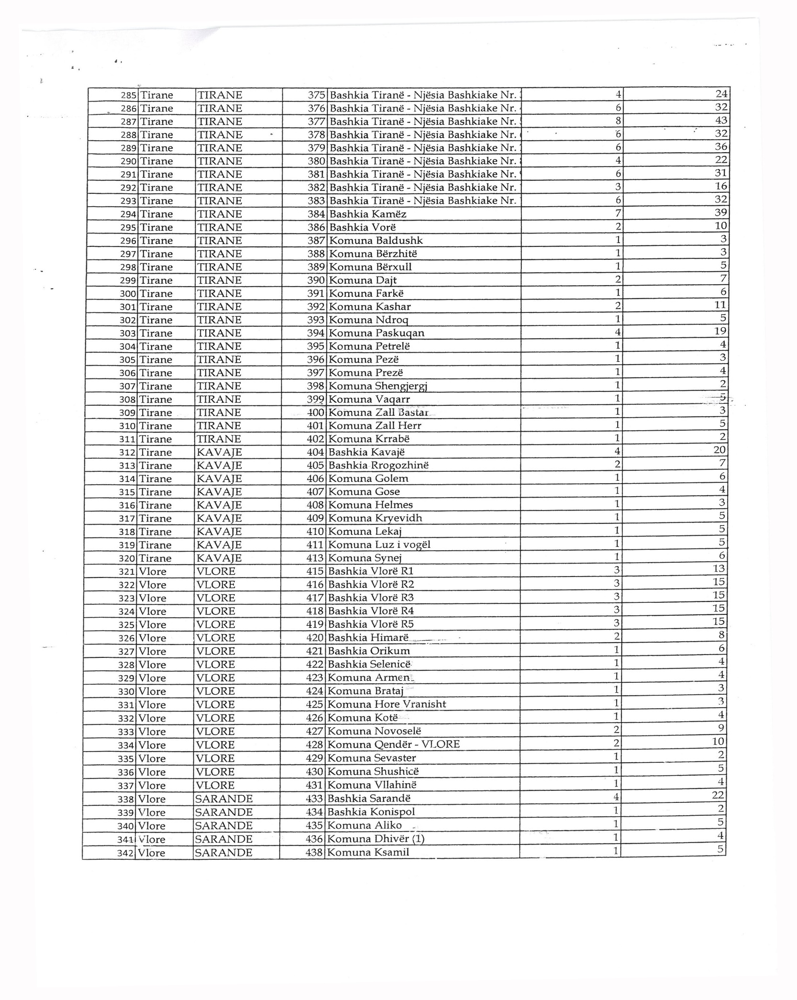 285 Tirane TIRANE 375 Bashkia Tiranë - Njësia Bashkiake Nr. 4 24
286 Tirane TIRANE 376 Bashkia Tiranë - Njësia Bashkiake Nr. 6 32
287 Tirane TIRANE 377 Bashkia Tiranë - Njësia Bashkiake Nr. 8 43
288 Tirane TIRANE 378 Bashkia Tiranë - Njësia Bashkiake Nr. 6 32
289 Tirane TIRANE 379 Bashkia Tiranë - Njësia Bashkiake Nr. 6 36
290 Tirane TIRANE 380 Bashkia Tiranë - Njësia Bashkiake Nr. 4 22
291 Tirane TIRANE 381 Bashkia Tiranë - Njësia Bashkiake Nr. 6 31
292 Tirane TIRANE 382 Bashkia Tiranë - Njësia Bashkiake Nr. 3 16
293 Tirane TIRANE 383 Bashkia Tiranë - Njësia Bashkiake Nr. 6 32
294 Tirane TIRANE 384 Bashkia Kamëz 7 39
295 Tirane TIRANE 386 Bashkia Vorë 2 10
296 Tirane TIRANE 387 Komuna Baldushk 1 3
297 Tirane TIRANE 388 Komuna Bërzhitë 1 3
298 Tirane TIRANE 389 Komuna Bërxull 1 5
299 Tirane TIRANE 390 Komuna Dajt 2 7
300 Tirane TIRANE 391 Komuna Farkë 1 6
301 Tirane TIRANE 392 Komuna Kashar 2 11
302 Tirane TIRANE 393 Komuna Ndroq 1 5
303 Tirane TIRANE 394 Komuna Paskuqan 4 19
304 Tirane TIRANE 395 Komuna Petrelë 1 4
305 Tirane TIRANE 396 Komuna Pezë 1 3
306 Tirane TIRANE 397 Komuna Prezë 1 4
307 Tirane TIRANE 398 Komuna Shengjergj 1 2
308 Tirane TIRANE 399 Komuna Vaqarr 1 5
309 Tirane TIRANE 400 Komuna Zall Bastar 1 3
310 Tirane TIRANE 401 Komuna Zall Herr 1 5
311 Tirane TIRANE 402 Komuna Krrabë 1 2
312 Tirane KAVAJE 404 Bashkia Kavajë 4 20
313 Tirane KAVAJE 405 Bashkia Rrogozhinë 2 7
314 Tirane KAVAJE 406 Komuna Golem 1 6
315 Tirane KAVAJE 407 Komuna Gose 1 4
316 Tirane KAVAJE 408 Komuna Helmes 1 3
317 Tirane KAVAJE 409 Komuna Kryevidh 1 5
318 Tirane KAVAJE 410 Komuna Lekaj 1 5
319 Tirane KAVAJE 411 Komuna Luz i vogël 1 5
320 Tirane KAVAJE 413 Komuna Synej 1 6
321 Vlore VLORE 415 Bashkia Vlorë R1 3 13
322 Vlore VLORE 416 Bashkia Vlorë R2 3 15
323 Vlore VLORE 417 Bashkia Vlorë R3 3 15
324 Vlore VLORE 418 Bashkia Vlorë R4 3 15
325 Vlore VLORE 419 Bashkia Vlorë R5 3 15
326 Vlore VLORE 420 Bashkia Himarë 2 8
327 Vlore VLORE 421 Bashkia Orikum 1 6
328 Vlore VLORE 422 Bashkia Selenicë 1 4
329 Vlore VLORE 423 Komuna Armen 1 4
330 Vlore VLORE 424 Komuna Brataj 1 3
331 Vlore VLORE 425 Komuna Hore Vranisht 1 3
332 Vlore VLORE 426 Komuna Kotë 1 4
333 Vlore VLORE 427 Komuna Novoselë 2 9
334 Vlore VLORE 428 Komuna Qendër - VLORE 2 10
335 Vlore VLORE 429 Komuna Sevaster 1 2
336 Vlore VLORE 430 Komuna Shushicë 1 5
337 Vlore VLORE 431 Komuna Vllahinë 1 4
338 Vlore SARANDE 433 Bashkia Sarandë 4 22
339 Vlore SARANDE 434 Bashkia Konispol 1 2
340 Vlore SARANDE 435 Komuna Aliko 1 5
341 Vlore SARANDE 436 Komuna Dhivër (1) 1 4
342 Vlore SARANDE 438 Komuna Ksamil 1 5